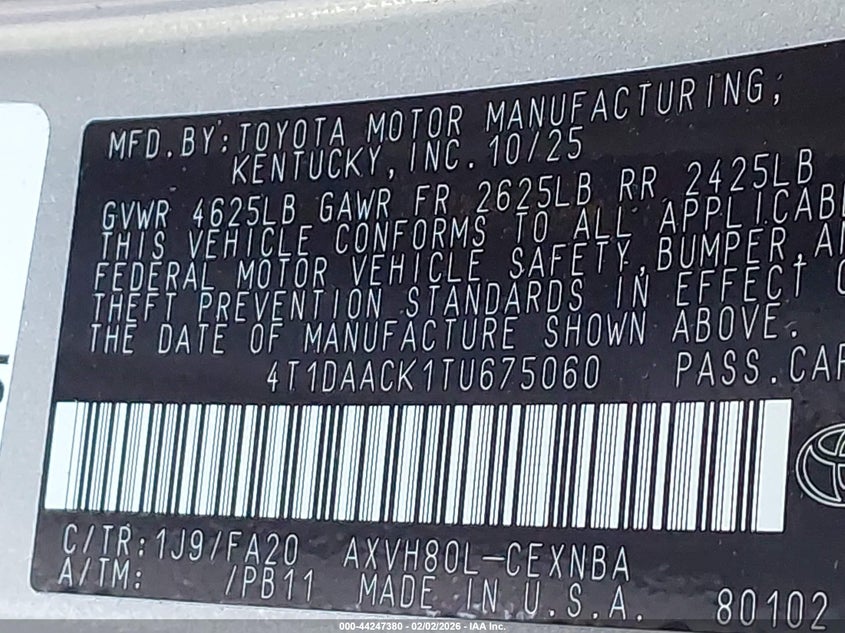 MFD.BY:TOYOTA MOTOR MANUFACTURING,
KENTUCKY, INC. 10/25
GVWR 4625LB GAWR FR 2625LB RR 2425LB
THIS VEHICLE CONFORMS TO ALL APPLICABL
FEDERAL MOTOR VEHICLE SAFETY, BUMPER, AN
THEFT PREVENTION STANDARDS IN EFFECT O
THE DATE OF MANUFACTURE SHOWN ABOVE.
4T1DAACK1TU675060 PASS.CAR
C/TR:1J9/FA20 AXVH80L-CEXNBA
A/TM: /PB11 MADE IN U.S.A. 80102
000-44247380 - 02/02/2026 - IAA Inc.